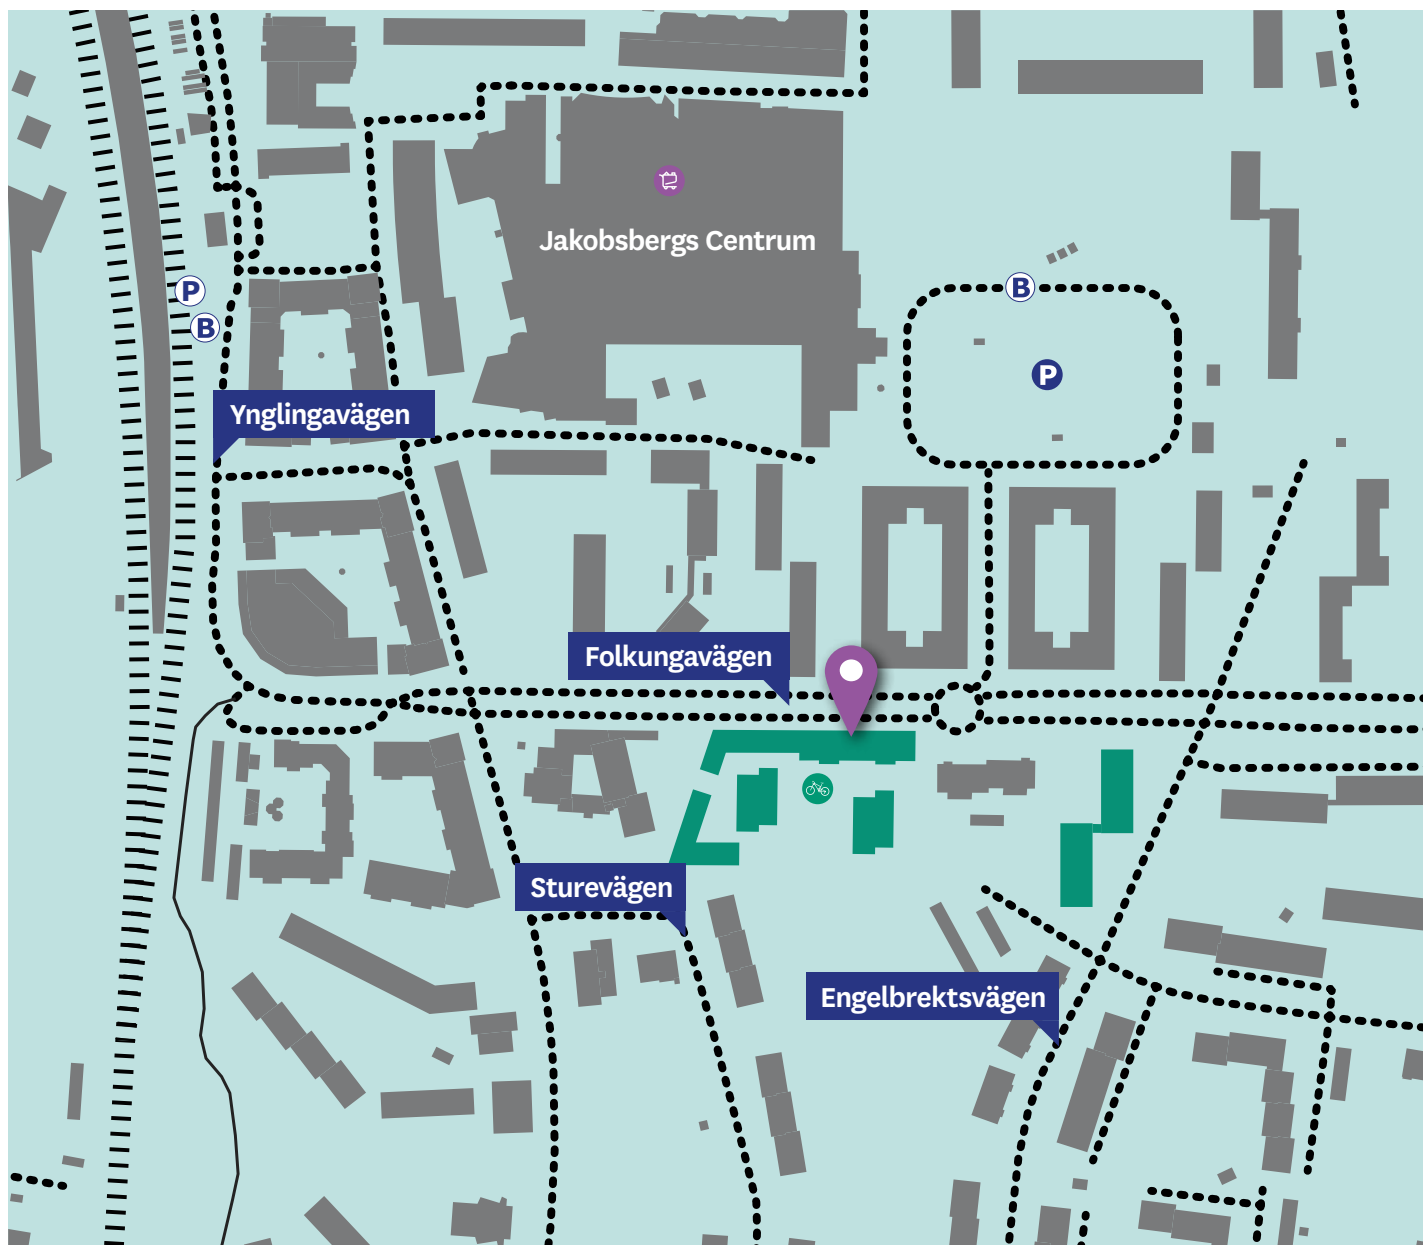 Jakobsbergs Centrum
P
B
B
P
Ynglingavägen
Folkungavägen
Sturevägen
Engelbrektsvägen